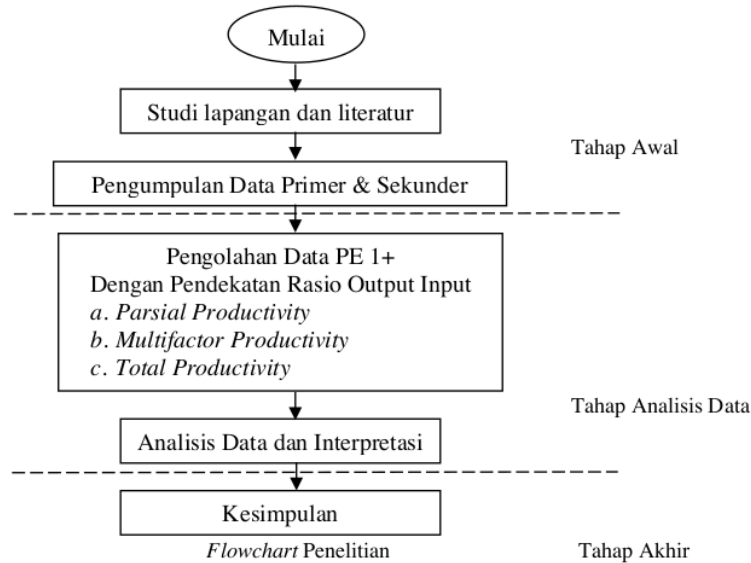 Mulai
Studi lapangan dan literatur
Tahap Awal
Pengumpulan Data Primer & Sekunder
Pengolahan Data PE 1+
Dengan Pendekatan Rasio Output Input
a. Parsial Productivity
b. Multifactor Productivity
c. Total Productivity
Tahap Analisis Data
Analisis Data dan Interpretasi
Kesimpulan
Flowchart Penelitian
Tahap Akhir